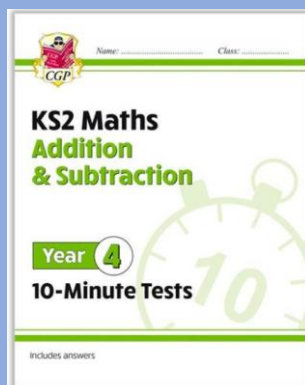 Name: ........................... Class: ................
CGP
KS2 Maths
Addition
& Subtraction
Year 4
10-Minute Tests
10
Includes answers